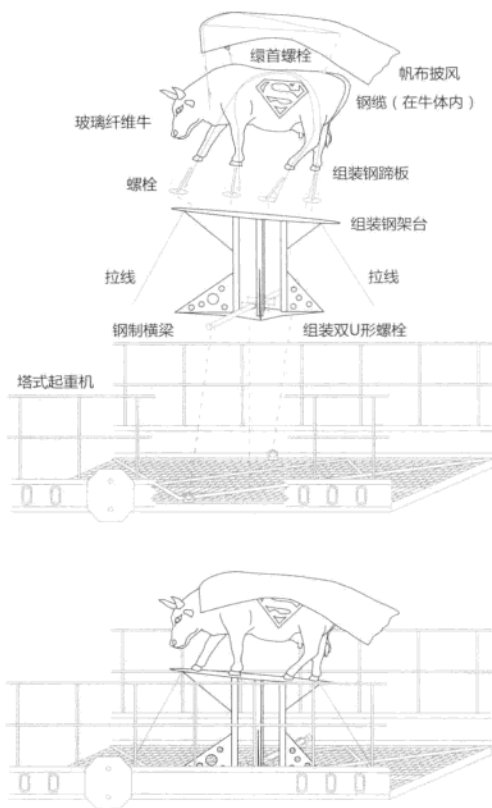 缳首螺栓
帆布披风
钢缆（在牛体内）
玻璃纤维牛
组装钢蹄板
螺栓
组装钢架台
拉线
拉线
钢制横梁
组装双U形螺栓
塔式起重机